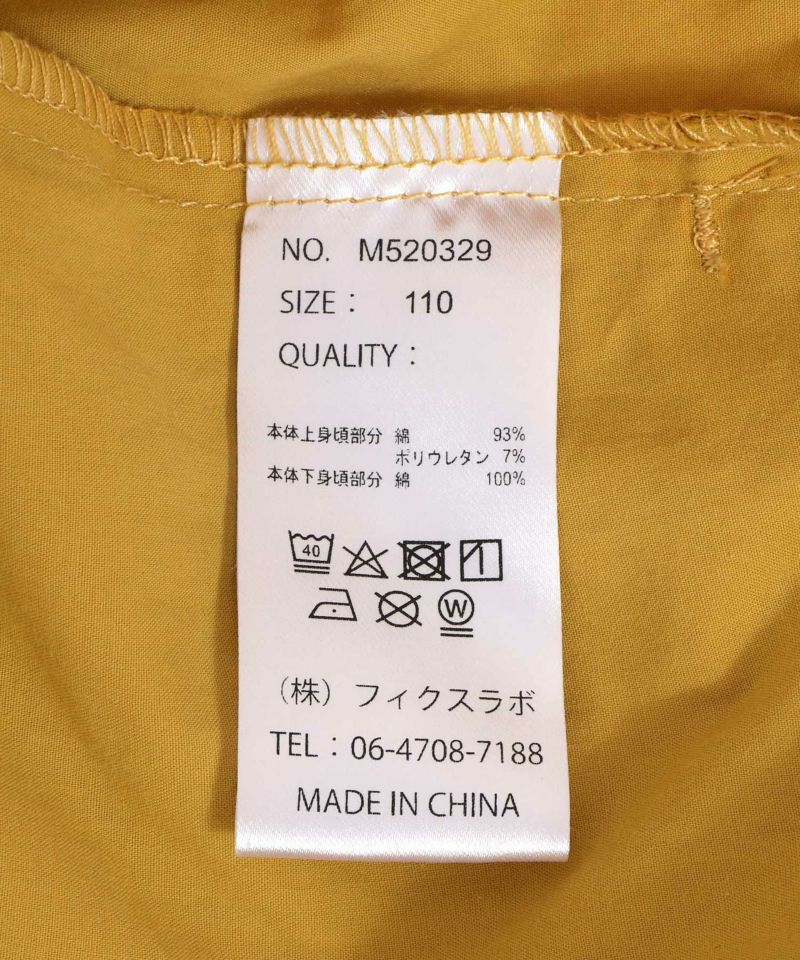 NO. M520329
SIZE： 110
QUALITY：
本体上身頃部分 綿 93%
ポリウレタン 7%
本体下身頃部分 綿 100%
40
W
（株）フィクスラボ
TEL：06-4708-7188
MADE IN CHINA